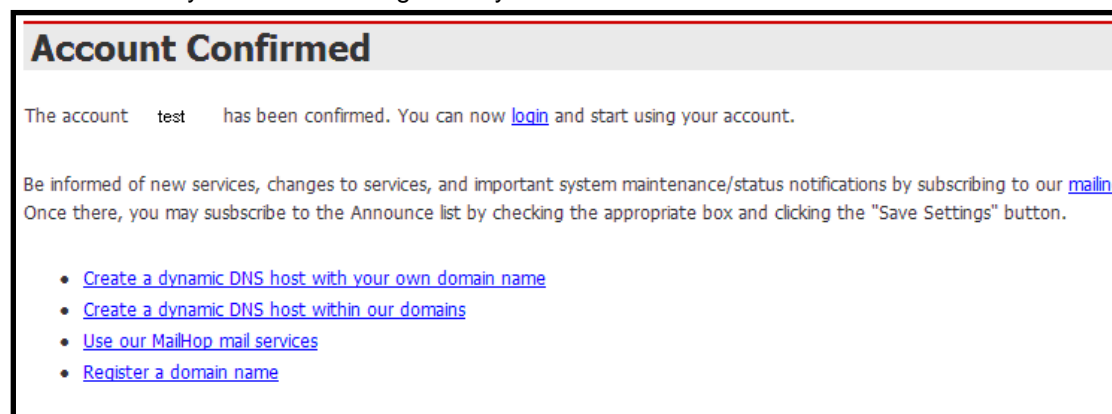 Account Confirmed
The account test has been confirmed. You can now login and start using your account.
Be informed of new services, changes to services, and important system maintenance/status notifications by subscribing to our
Once there, you may susbscribe to the Announce list by checking the appropriate box and clicking the "Save Settings" button.
• Create a dynamic DNS host with your own domain name
• Create a dynamic DNS host within our domains
• Use our MailHop mail services
• Register a domain name